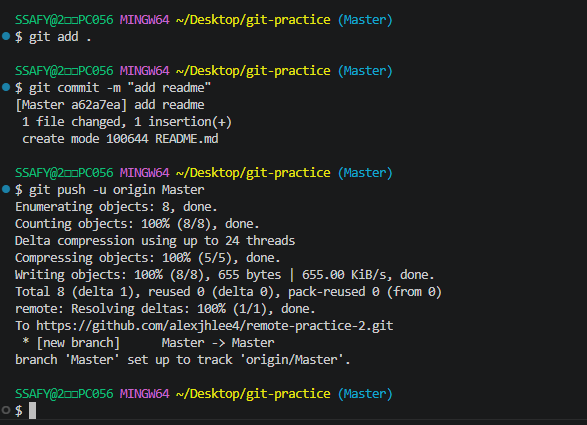 SSAFY@2□□PC056 MINGW64 ~/Desktop/git-practice (Master)
$ git add .
SSAFY@2□□PC056 MINGW64 ~/Desktop/git-practice (Master)
$ git commit -m "add readme"
[Master a62a7ea] add readme
 1 file changed, 1 insertion(+)
 create mode 100644 README.md
SSAFY@2□□PC056 MINGW64 ~/Desktop/git-practice (Master)
$ git push -u origin Master
Enumerating objects: 8, done.
Counting objects: 100% (8/8), done.
Delta compression using up to 24 threads
Compressing objects: 100% (5/5), done.
Writing objects: 100% (8/8), 655 bytes | 655.00 KiB/s, done.
Total 8 (delta 1), reused 0 (delta 0), pack-reused 0 (from 0)
remote: Resolving deltas: 100% (1/1), done.
To https://github.com/alexjhlee4/remote-practice-2.git
 * [new branch]      Master -> Master
branch 'Master' set up to track 'origin/Master'.
SSAFY@2□□PC056 MINGW64 ~/Desktop/git-practice (Master)
$